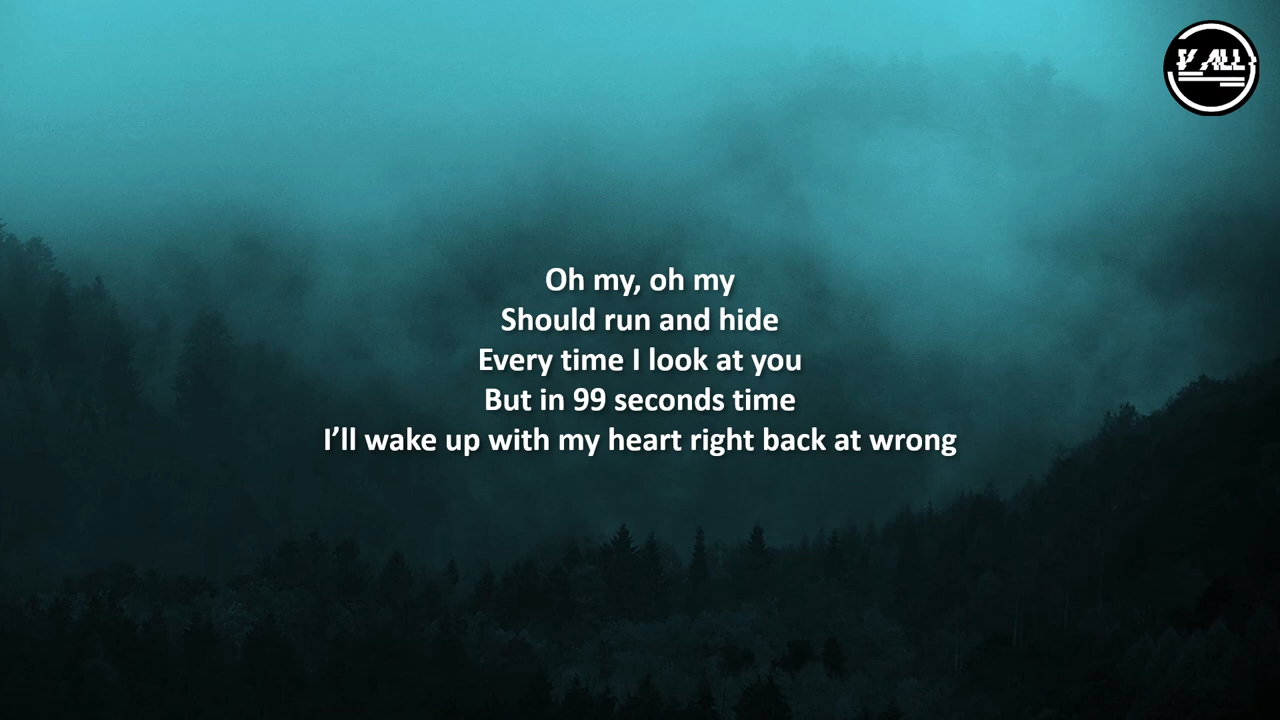 V ALL
Oh my, oh my
Should run and hide
Every time I look at you
But in 99 seconds time
I’ll wake up with my heart right back at wrong